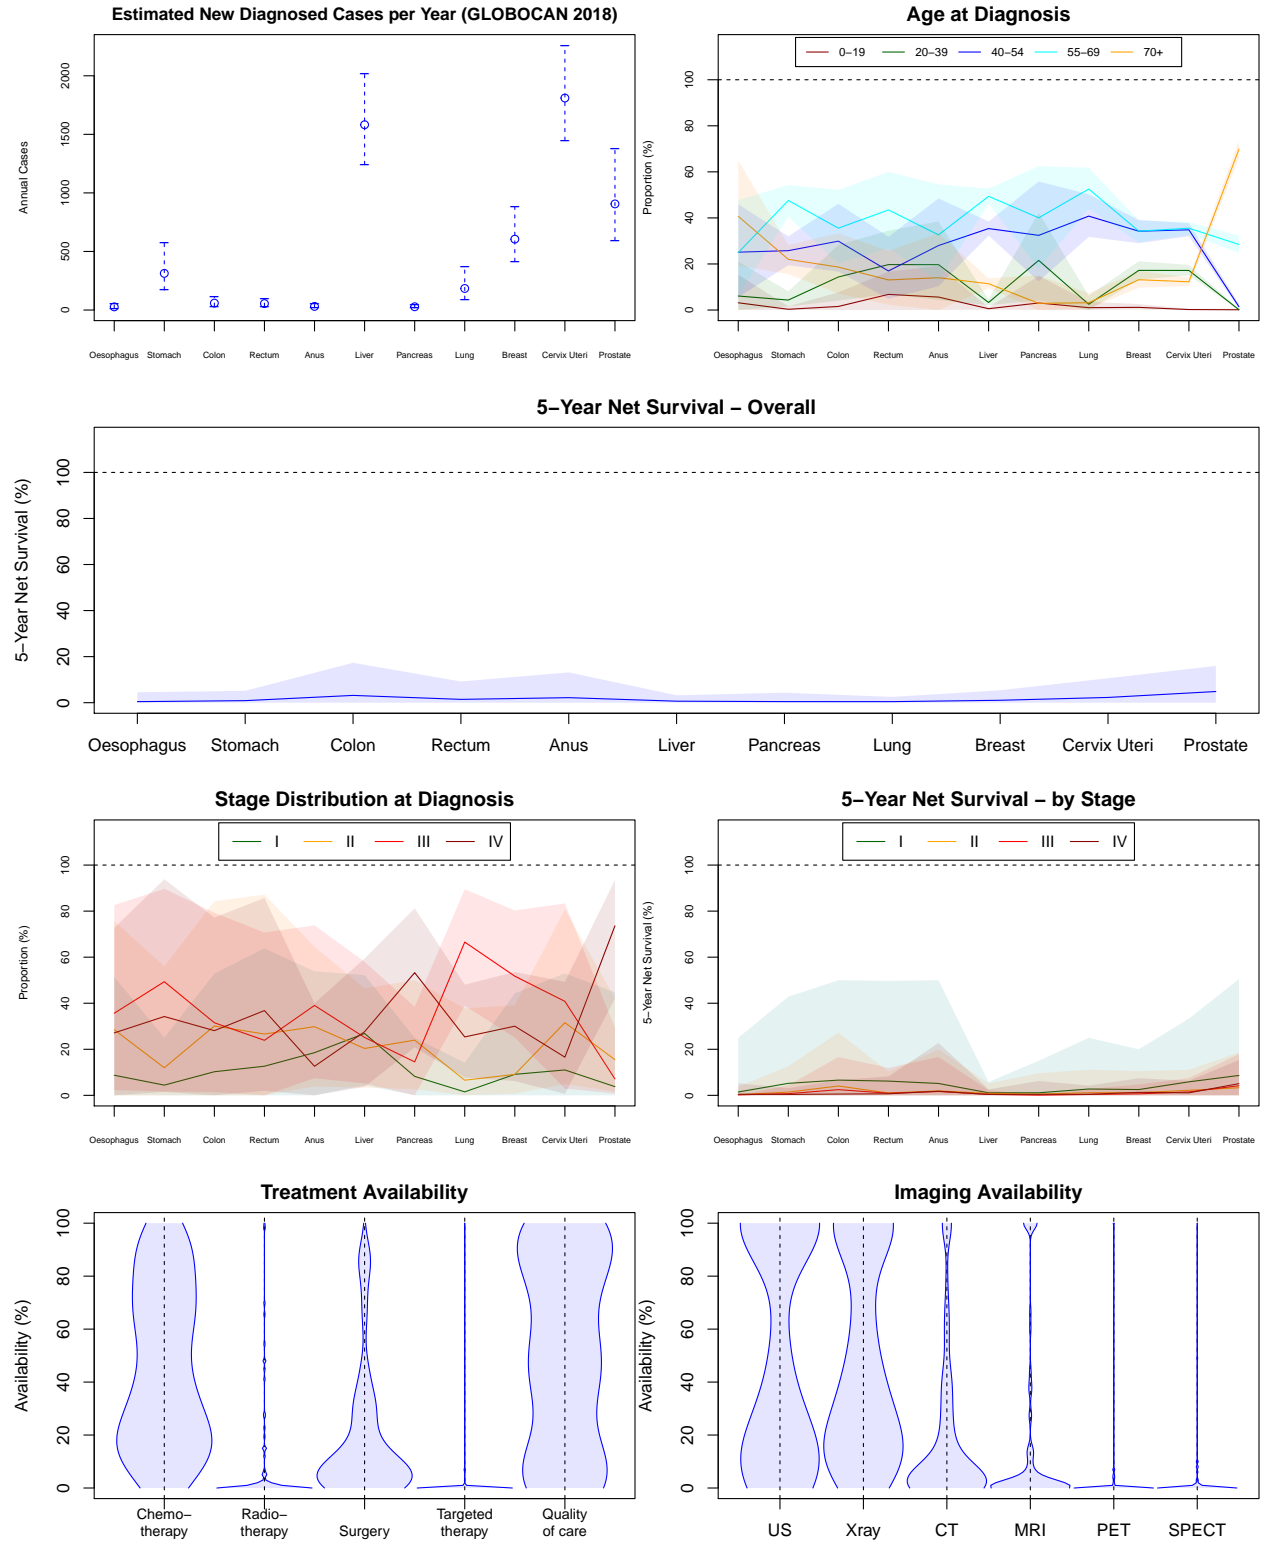 Estimated New Diagnosed Cases per Year (GLOBOCAN 2018)
Annual Cases
0 500 1000 1500 2000
Oesophagus Stomach Colon Rectum Anus Liver Pancreas Lung Breast Cervix Uteri Prostate
Age at Diagnosis
0−19 20−39 40−54 55−69 70+
Proportion (%)
0 20 40 60 80 100
Oesophagus Stomach Colon Rectum Anus Liver Pancreas Lung Breast Cervix Uteri Prostate
5−Year Net Survival − Overall
5−Year Net Survival (%)
0 20 40 60 80 100
Oesophagus Stomach Colon Rectum Anus Liver Pancreas Lung Breast Cervix Uteri Prostate
Stage Distribution at Diagnosis
I II III IV
Proportion (%)
0 20 40 60 80 100
Oesophagus Stomach Colon Rectum Anus Liver Pancreas Lung Breast Cervix Uteri Prostate
5−Year Net Survival − by Stage
I II III IV
5−Year Net Survival (%)
0 20 40 60 80 100
Oesophagus Stomach Colon Rectum Anus Liver Pancreas Lung Breast Cervix Uteri Prostate
Treatment Availability
Availability (%)
0 20 40 60 80 100
Chemo− Radio− Targeted Quality
therapy therapy Surgery therapy of care
Imaging Availability
Availability (%)
0 20 40 60 80 100
US Xray CT MRI PET SPECT